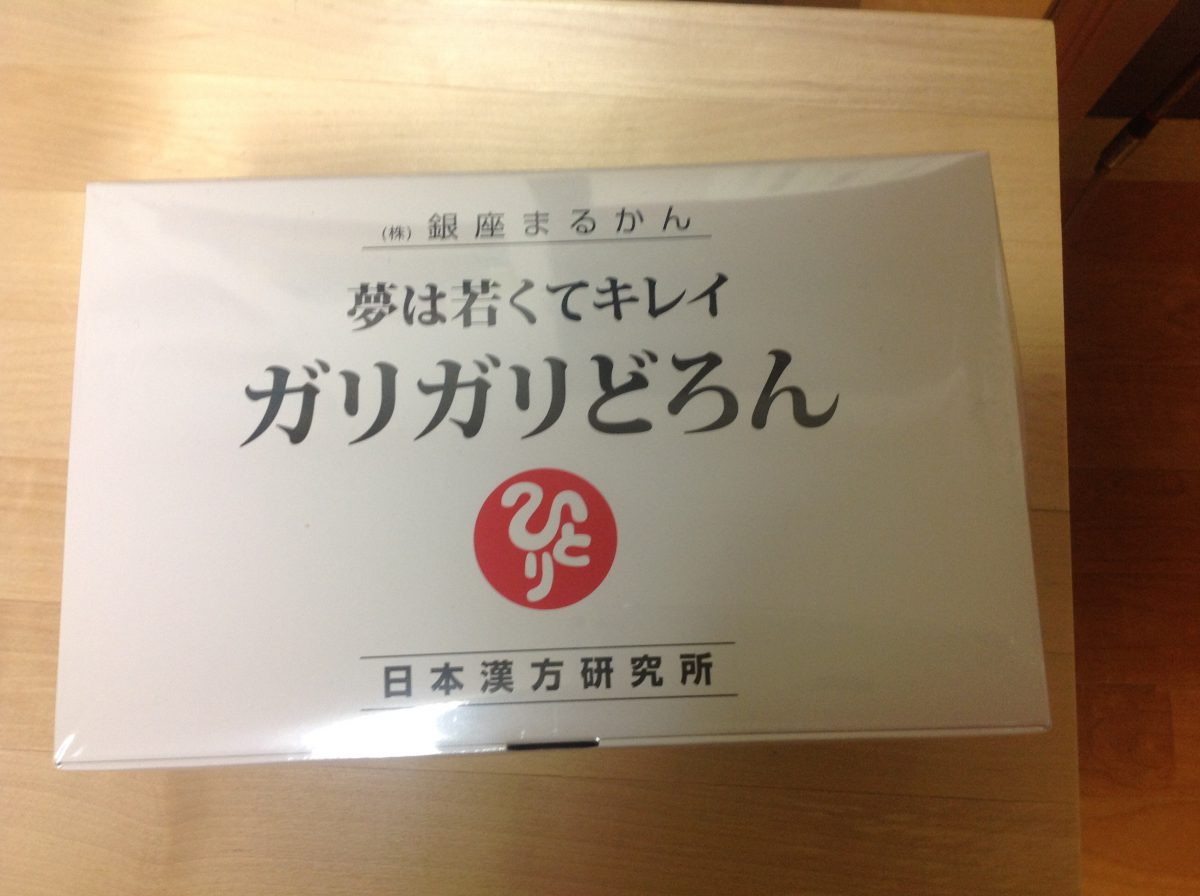 (株) 銀座まるかん
夢は若くてキレイ
ガリガリどろん
ひとり
日本漢方研究所